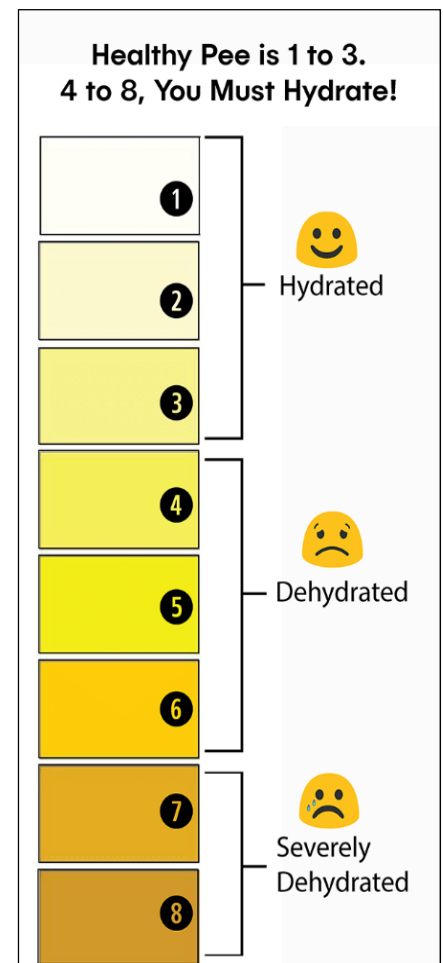 Healthy Pee is 1 to 3.
4 to 8, You Must Hydrate!
1
2
Hydrated
3
4
5
Dehydrated
6
7
Severely
Dehydrated
8